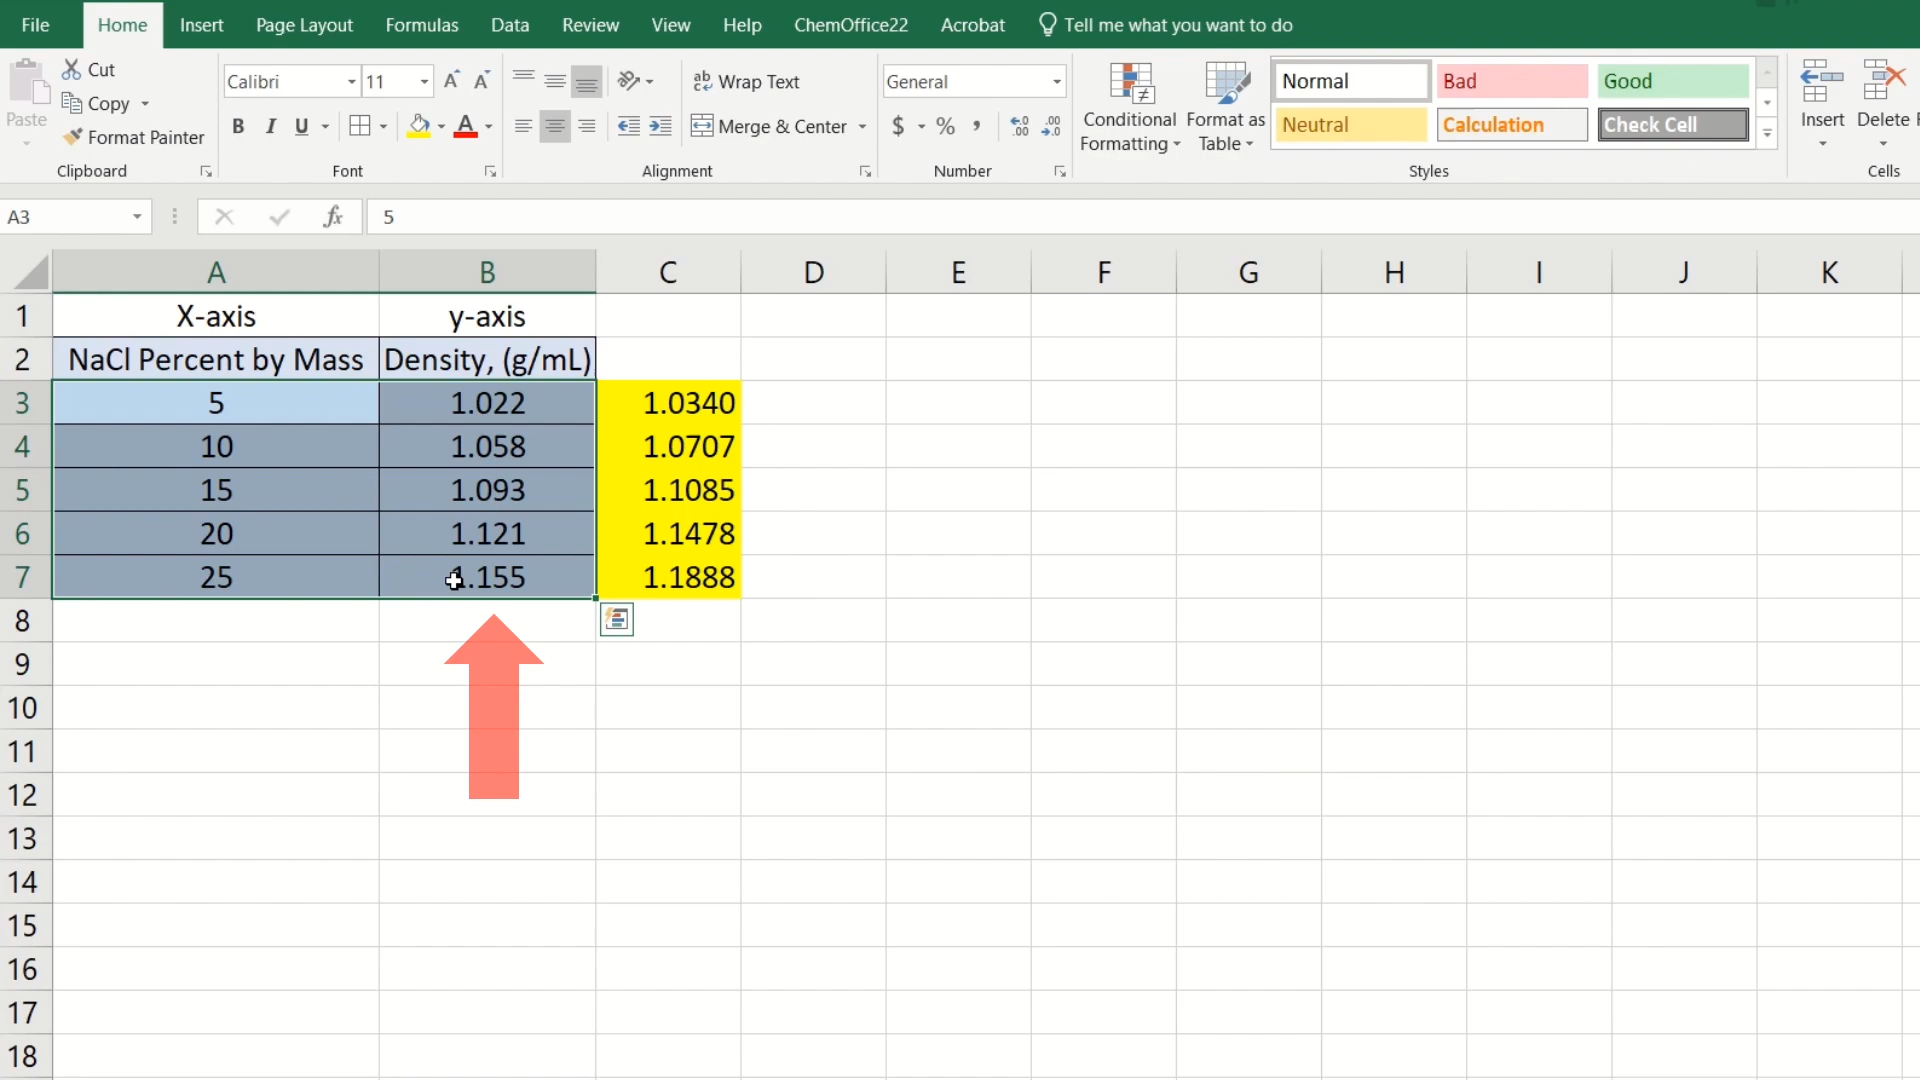 File Home Insert Page Layout Formulas Data Review View Help ChemOffice22 Acrobat Tell me what you want to do
Paste
Cut
Copy
Format Painter
Clipboard
Calibri 11
B I U
Font
Wrap Text
Merge & Center
Alignment
General
$ % ,
Number
Conditional Formatting
Format as Table
Normal Bad Good
Neutral Calculation Check Cell
Styles
Insert Delete
Cells
A3 fx 5
A B C D E F G H I J K
1 X-axis y-axis
2 NaCl Percent by Mass Density, (g/mL)
3 5 1.022 1.0340
4 10 1.058 1.0707
5 15 1.093 1.1085
6 20 1.121 1.1478
7 25 1.155 1.1888
8
9
10
11
12
13
14
15
16
17
18